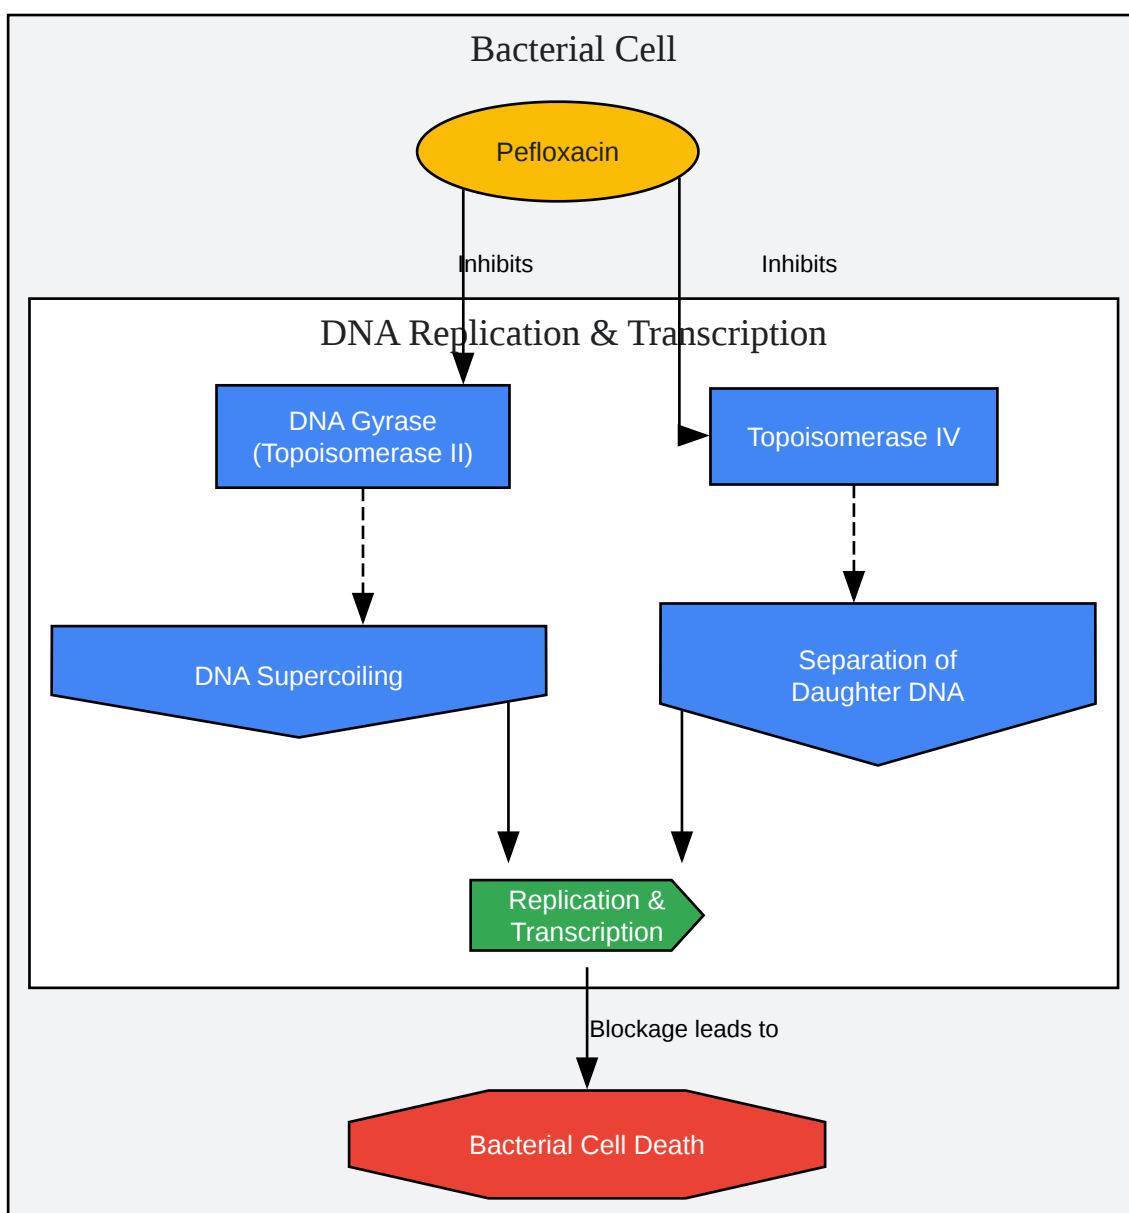 Bacterial Cell
Pefloxacin
Inhibits
Inhibits
DNA Replication & Transcription
DNA Gyrase
(Topoisomerase II)
Topoisomerase IV
DNA Supercoiling
Separation of
Daughter DNA
Replication &
Transcription
Blockage leads to
Bacterial Cell Death